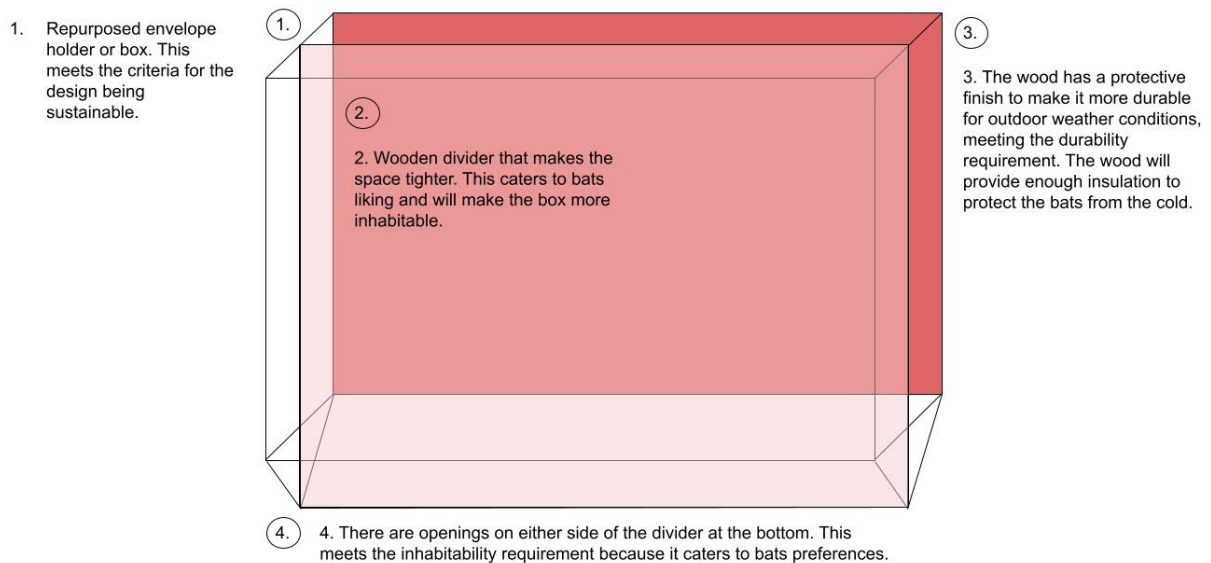 1. Repurposed envelope
holder or box. This
meets the criteria for the
design being
sustainable.
1.
2.
2. Wooden divider that makes the
space tighter. This caters to bats
liking and will make the box more
inhabitable.
3.
3. The wood has a protective
finish to make it more durable
for outdoor weather conditions,
meeting the durability
requirement. The wood will
provide enough insulation to
protect the bats from the cold.
4.
4. There are openings on either side of the divider at the bottom. This
meets the inhabitability requirement because it caters to bats preferences.